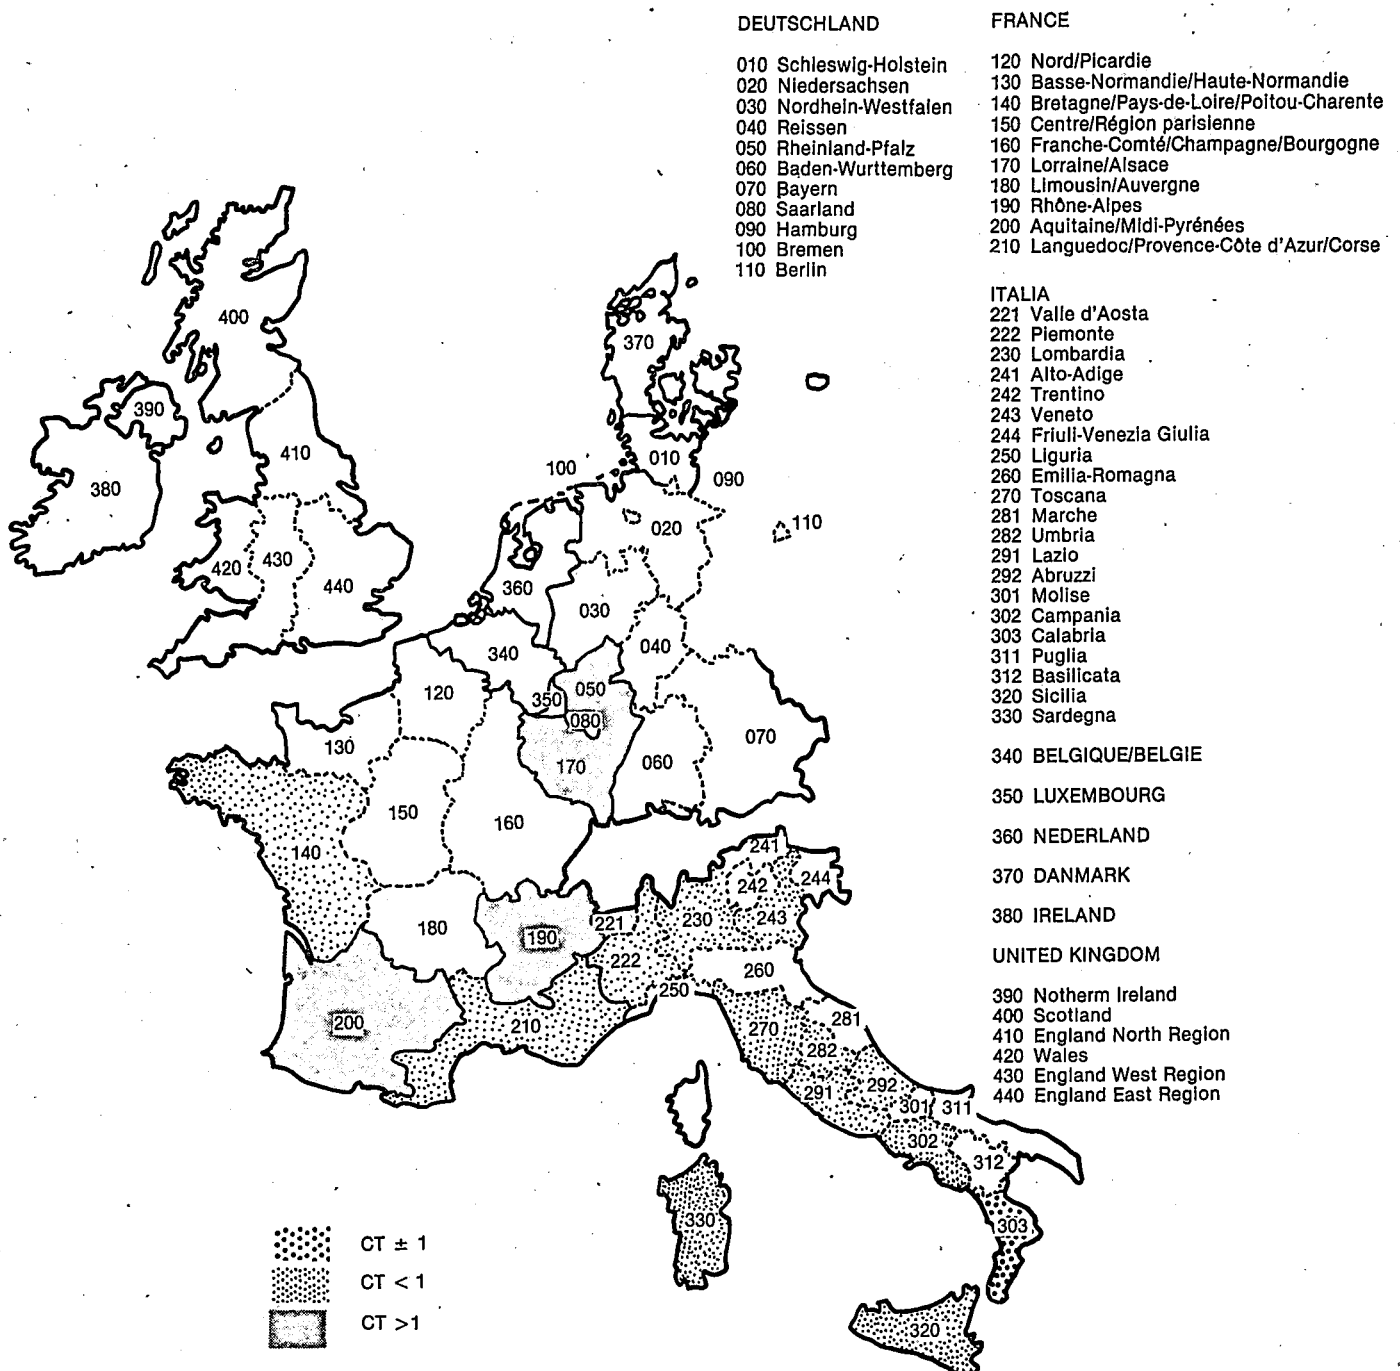 DEUTSCHLAND
010 Schleswig-Holstein
020 Niedersachsen
030 Nordhein-Westfalen
040 Reissen
050 Rheinland-Pfalz
060 Baden-Wurttemberg
070 Bayern
080 Saarland
090 Hamburg
100 Bremen
110 Berlin
FRANCE
120 Nord/Picardie
130 Basse-Normandie/Haute-Normandie
140 Bretagne/Pays-de-Loire/Poitou-Charente
150 Centre/Région parisienne
160 Franche-Comté/Champagne/Bourgogne
170 Lorraine/Alsace
180 Limousin/Auvergne
190 Rhône-Alpes
200 Aquitaine/Midi-Pyrénées
210 Languedoc/Provence-Côte d'Azur/Corse
ITALIA
221 Valle d'Aosta
222 Piemonte
230 Lombardia
241 Alto-Adige
242 Trentino
243 Veneto
244 Friuli-Venezia Giulia
250 Liguria
260 Emilia-Romagna
270 Toscana
281 Marche
282 Umbria
291 Lazio
292 Abruzzi
301 Molise
302 Campania
303 Calabria
311 Puglia
312 Basilicata
320 Sicilia
330 Sardegna
340 BELGIQUE/BELGIE
350 LUXEMBOURG
360 NEDERLAND
370 DANMARK
380 IRELAND
UNITED KINGDOM
390 Notherm Ireland
400 Scotland
410 England North Region
420 Wales
430 England West Region
440 England East Region
400
370
390
410
010
100
090
380
020
110
420
430
440
360
030
040
340
050
120
350
080
130
070
170
060
150
160
140
241
242
244
180
221
230
243
190
222
260
250
200
210
270
281
282
291
292
301
311
302
312
330
303
320
CT ± 1
CT < 1
CT >1